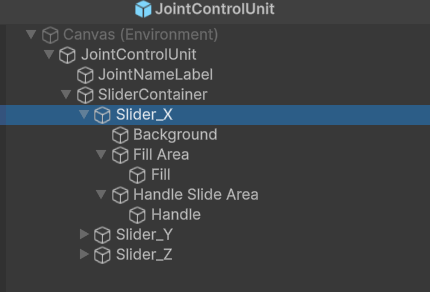 JointControlUnit
Canvas (Environment)
JointControlUnit
JointNameLabel
SliderContainer
Slider_X
Background
Fill Area
Fill
Handle Slide Area
Handle
Slider_Y
Slider_Z